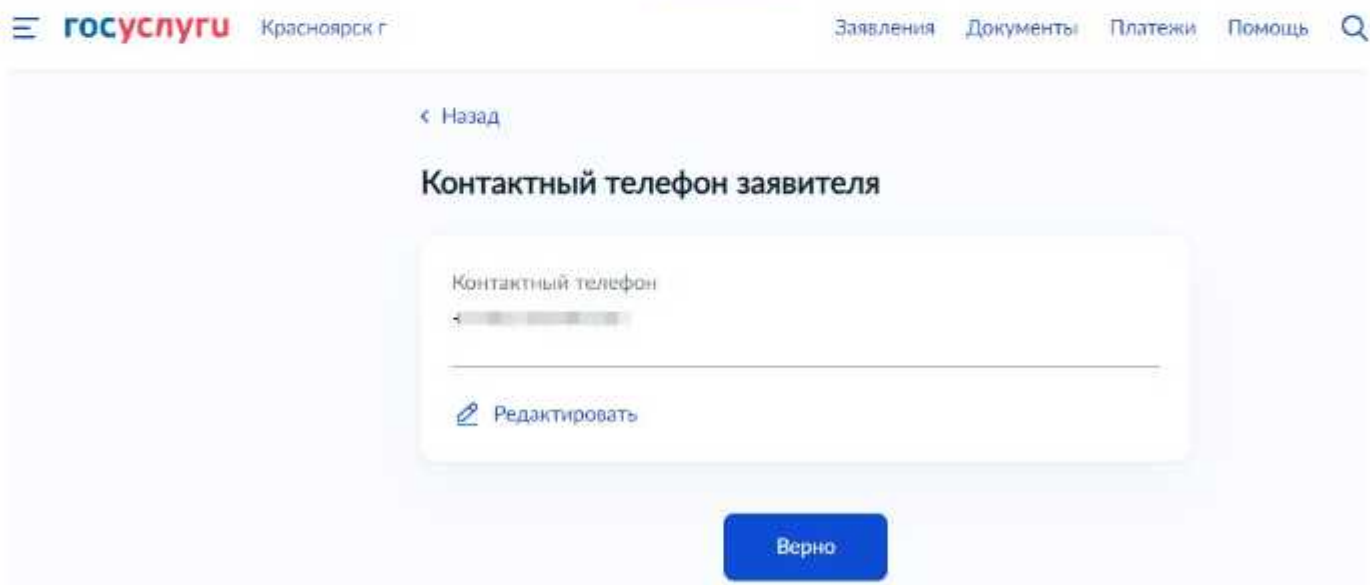 госуслуги Красноярск г Заявления Документы Платежи Помощь
Назад
Контактный телефон заявителя
Контактный телефон
Редактировать
Верно